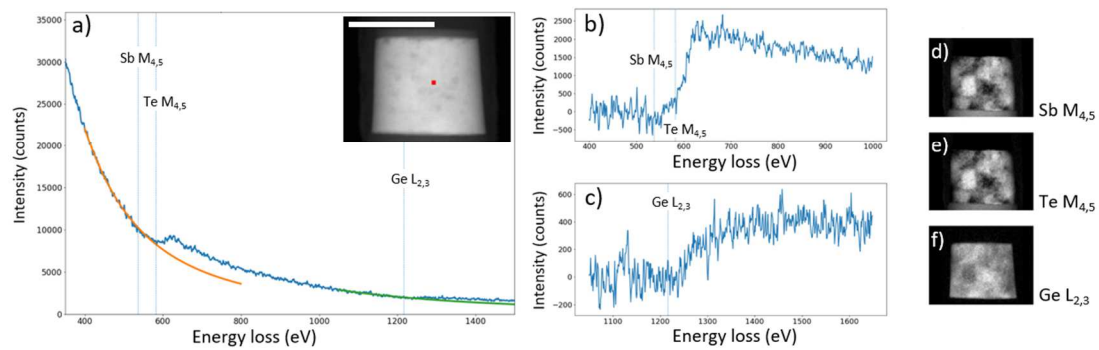 a)
35000
30000
25000
20000
15000
10000
5000
0
400
600
800
1000
1200
1400
Intensity (counts)
Energy loss (eV)
Sb M4,5
Te M4,5
Ge L2,3
b)
2500
2000
1500
1000
500
0
-500
400
500
600
700
800
900
1000
Intensity (counts)
Energy loss (eV)
Sb M4,5
Te M4,5
c)
600
400
200
0
-200
1100
1200
1300
1400
1500
1600
Intensity (counts)
Energy loss (eV)
Ge L2,3
d)
Sb M4,5
e)
Te M4,5
f)
Ge L2,3